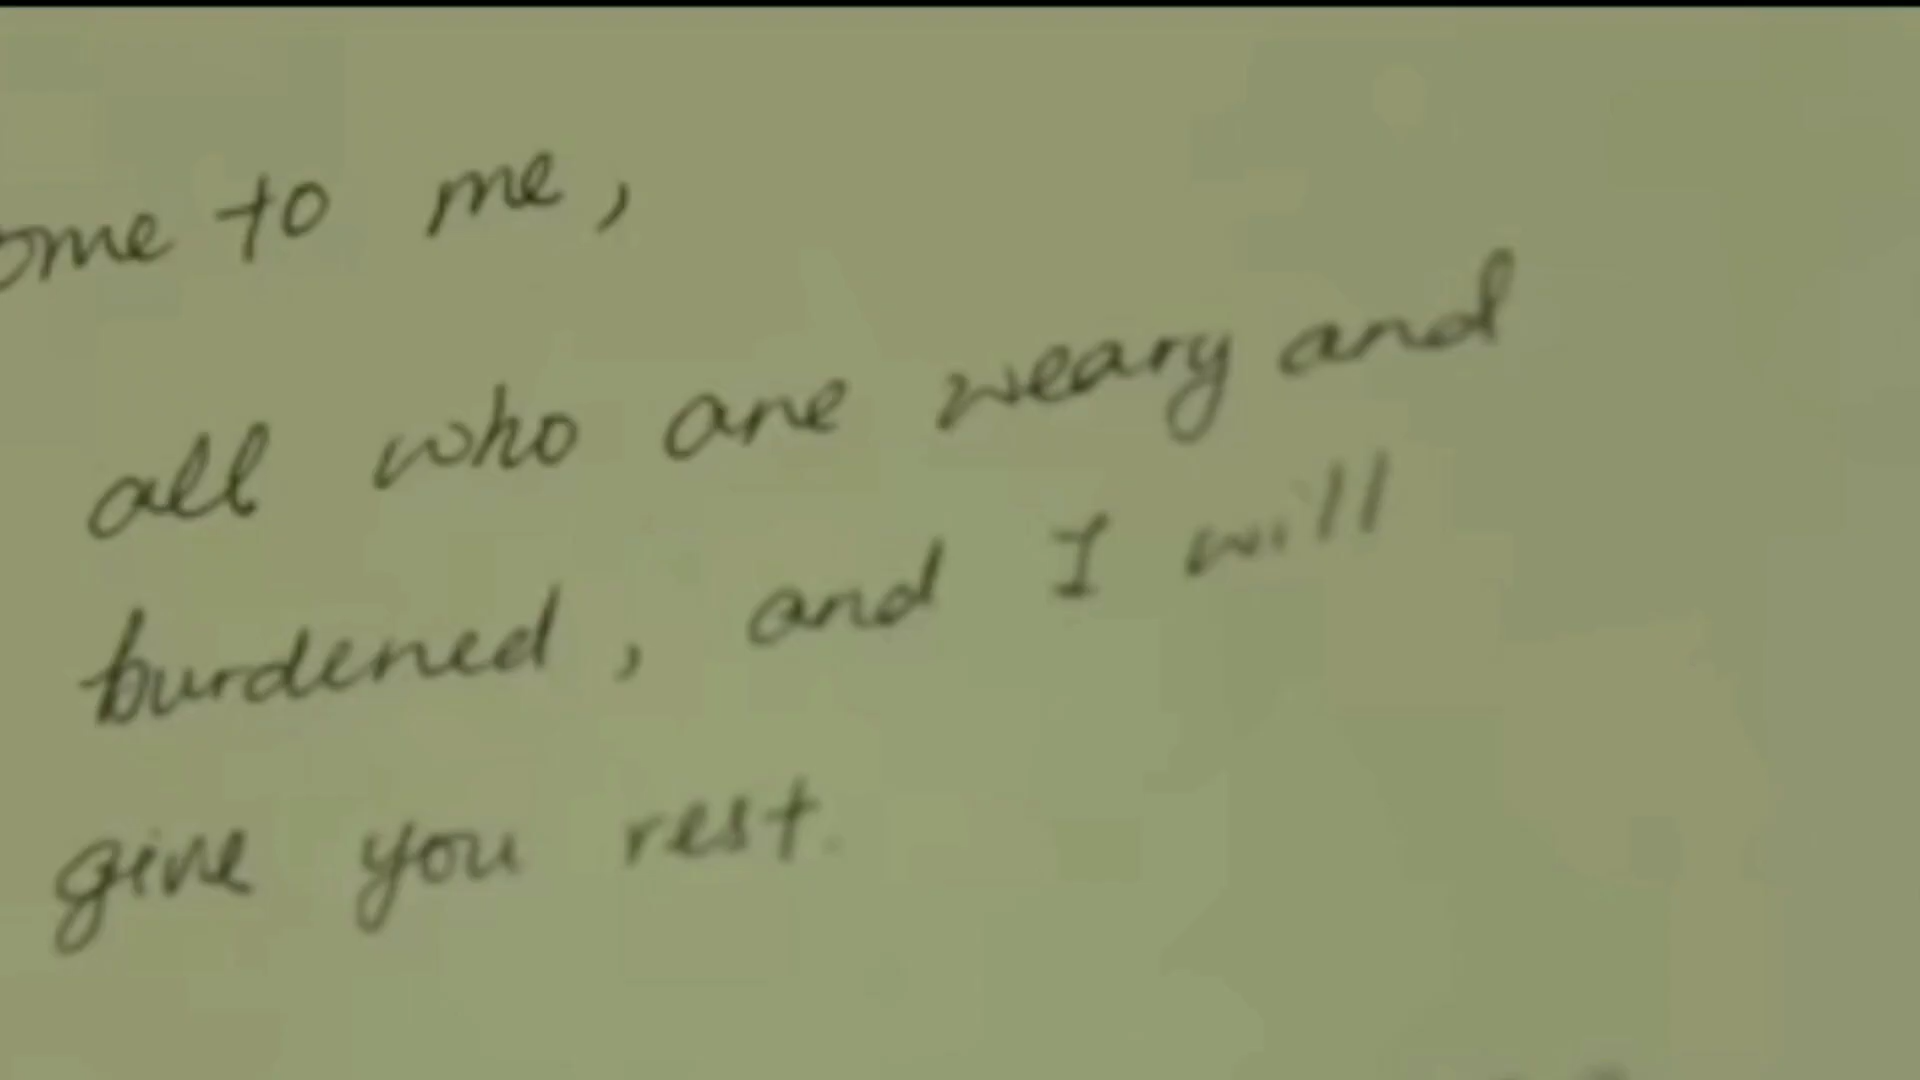 ome to me,
all who are weary and
burdened, and I will
give you rest.